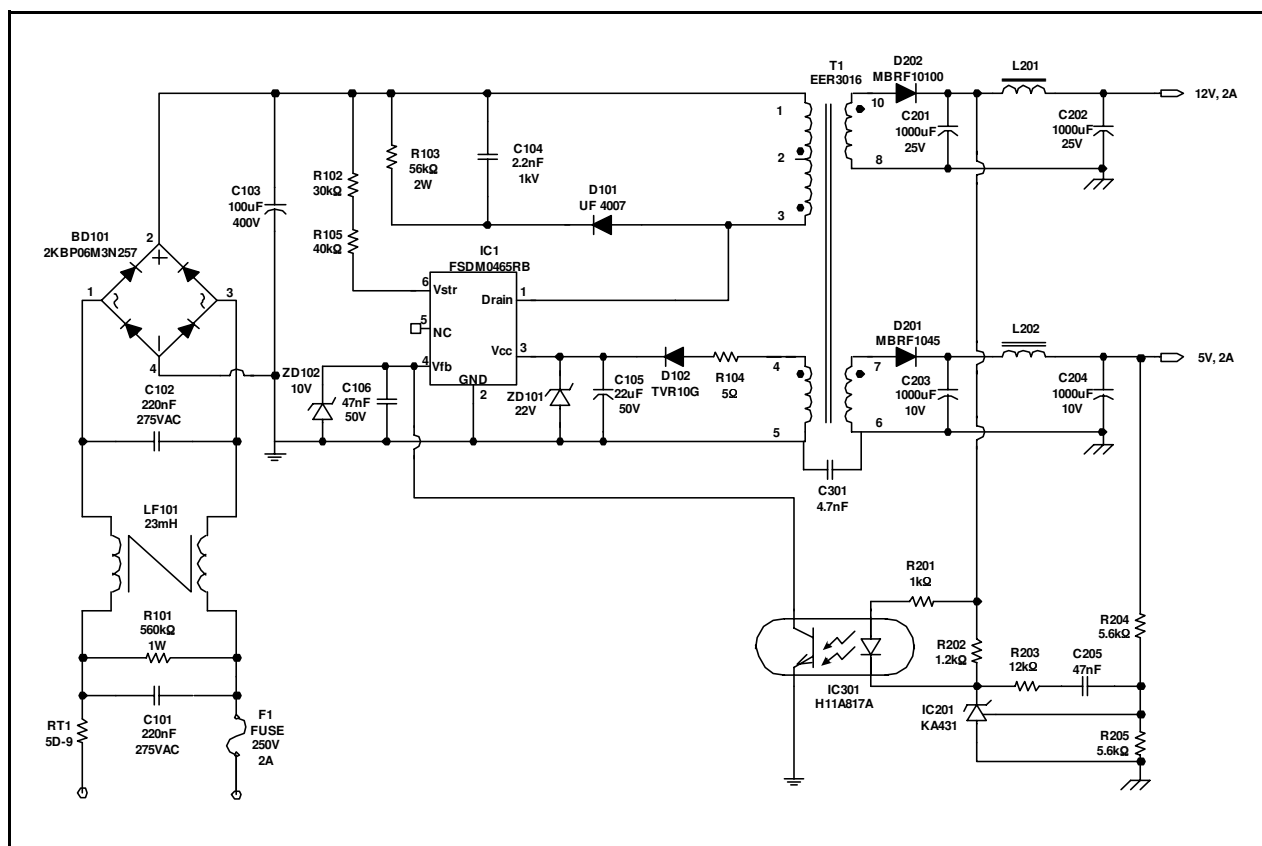 T1
EER3016
D202
MBRF10100
L201
12V, 2A
1
10
C201
1000uF
25V
C202
1000uF
25V
2
8
3
R103
56kΩ
2W
C104
2.2nF
1kV
D101
UF 4007
R102
30kΩ
R105
40kΩ
C103
100uF
400V
BD101
2KBP06M3N257
2
1
3
4
IC1
FSDM0465RB
6
Vstr
5
NC
4
Vfb
Drain
1
Vcc
3
GND
2
D201
MBRF1045
L202
5V, 2A
4
7
C203
1000uF
10V
C204
1000uF
10V
5
6
D102
TVR10G
R104
5Ω
ZD102
10V
C106
47nF
50V
ZD101
22V
C105
22uF
50V
C102
220nF
275VAC
C301
4.7nF
LF101
23mH
R101
560kΩ
1W
C101
220nF
275VAC
RT1
5D-9
F1
FUSE
250V
2A
R201
1kΩ
R202
1.2kΩ
R203
12kΩ
C205
47nF
R204
5.6kΩ
R205
5.6kΩ
IC301
H11A817A
IC201
KA431